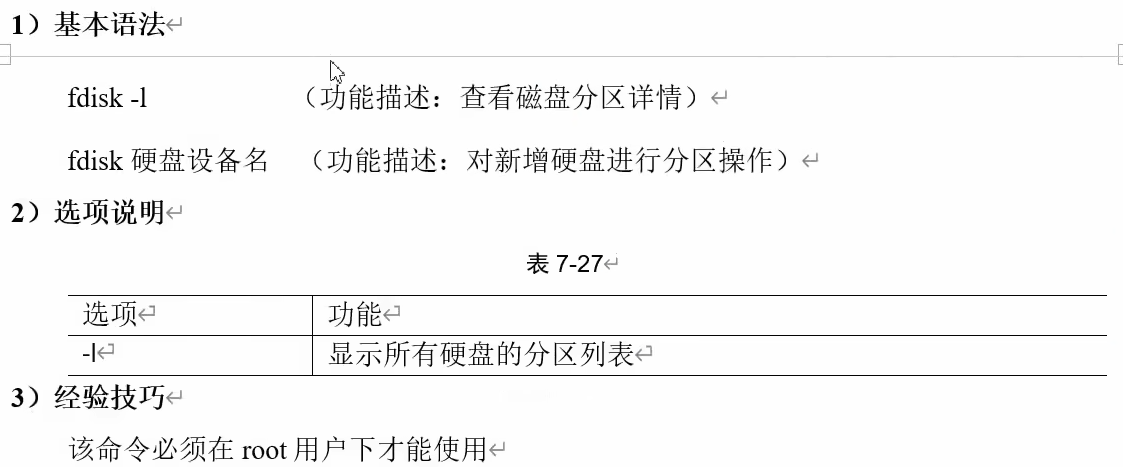 1）基本语法
fdisk -l （功能描述：查看磁盘分区详情）
fdisk 硬盘设备名 （功能描述：对新增硬盘进行分区操作）
2）选项说明
表 7-27
选项 功能
-l 显示所有硬盘的分区列表
3）经验技巧
该命令必须在 root 用户下才能使用